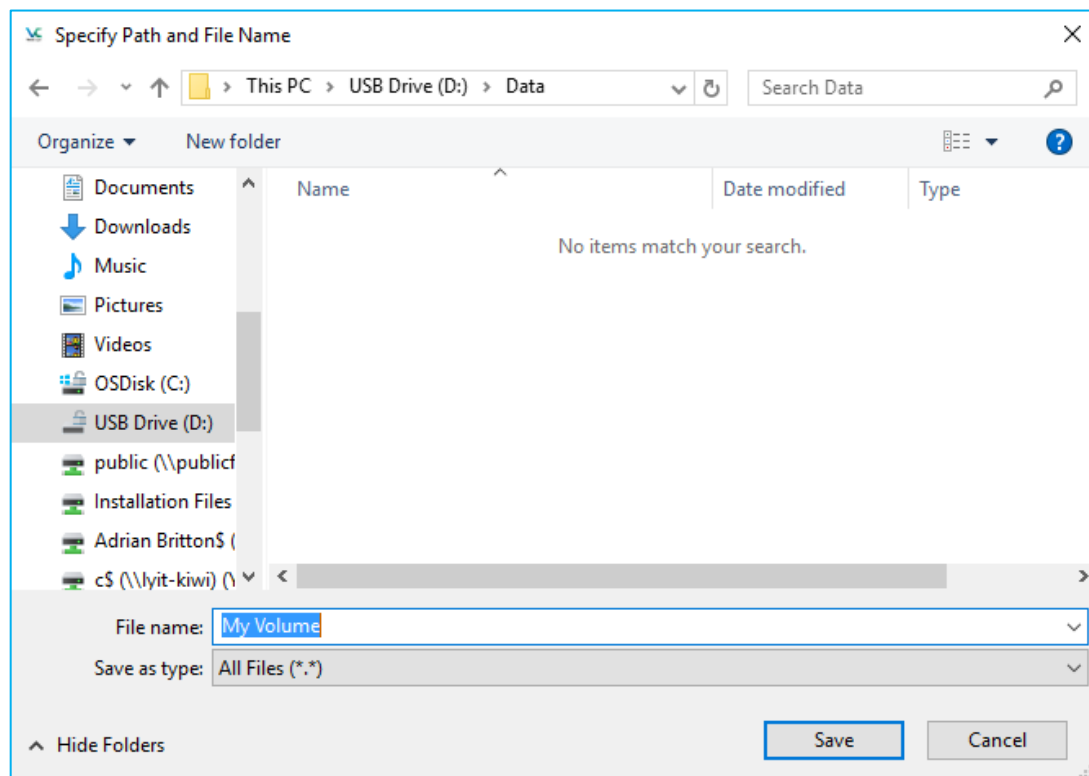 Specify Path and File Name
This PC > USB Drive (D:) > Data
Search Data
Organize
New folder
Documents
Downloads
Music
Pictures
Videos
OSDisk (C:)
USB Drive (D:)
public (\\publicf
Installation Files
Adrian Britton$ (
c$ (\\lyit-kiwi) (Y
Name
Date modified
Type
No items match your search.
File name: My Volume
Save as type: All Files (*.*)
Hide Folders
Save
Cancel